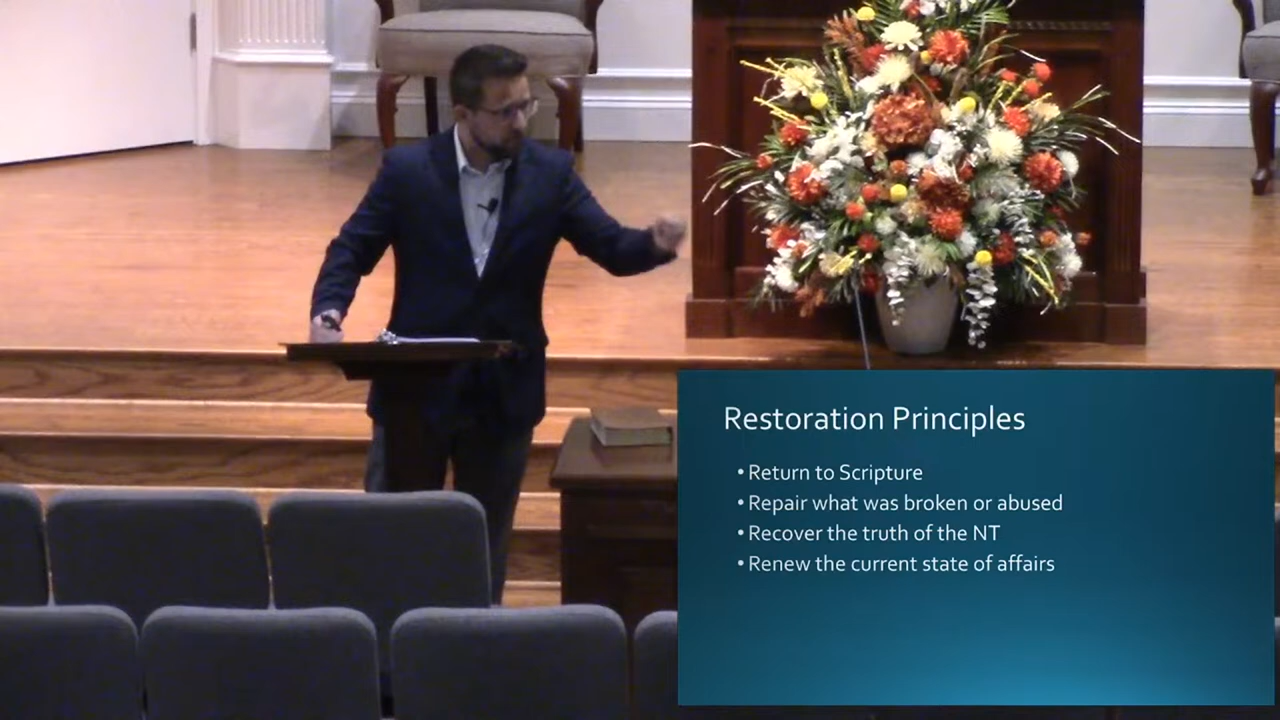 Restoration Principles
•Return to Scripture
•Repair what was broken or abused
•Recover the truth of the NT
•Renew the current state of affairs